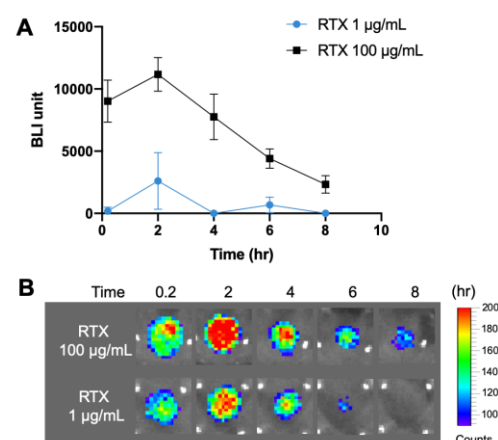 A
RTX 1 µg/mL
RTX 100 µg/mL
15000
10000
5000
0
BLI unit
0 2 4 6 8 10
Time (hr)
B
Time 0.2 2 4 6 8 (hr)
RTX
100 µg/mL
RTX
1 µg/mL
200
180
160
140
120
100
Counts